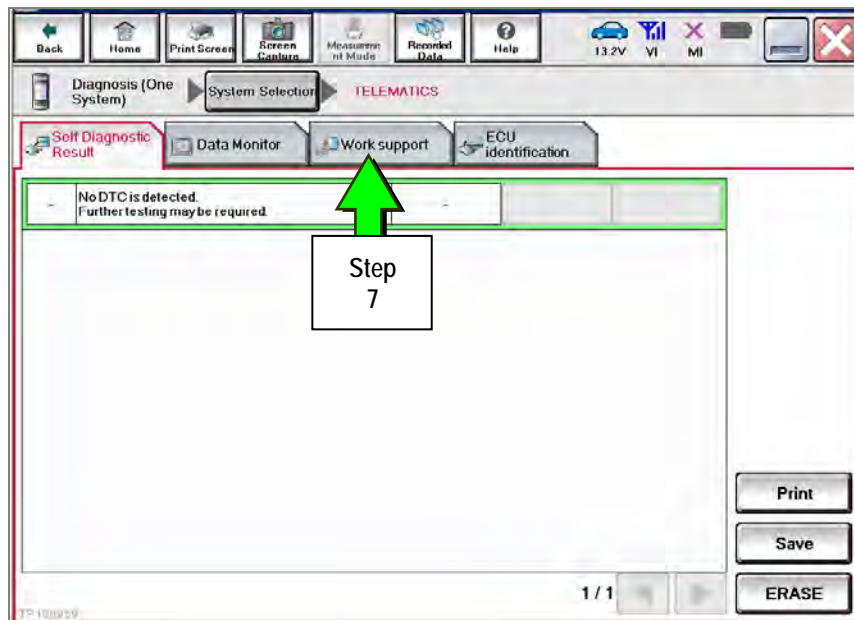 Back
Home
Print Screen
Screen
Capture
Measureme
nt Mode
Recorded
Data
Help
13.2V
VI
MI
Diagnosis (One
System)
System Selection
TELEMATICS
Self Diagnostic
Result
Data Monitor
Work support
ECU
identification
-
No DTC is detected.
Further testing may be required.
-
Step
7
Print
Save
1 / 1
ERASE